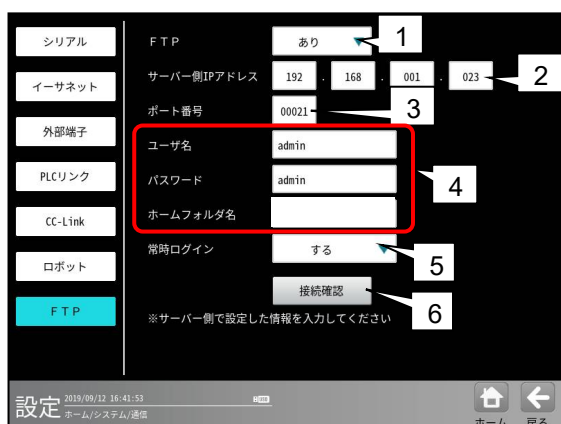 シリアル
イーサネット
外部端子
PLCリンク
CC-Link
ロボット
ＦＴＰ
ＦＴＰ あり 1
サーバー側IPアドレス 192 . 168 . 001 . 023 2
ポート番号 00021 3
ユーザ名 admin
パスワード admin 4
ホームフォルダ名
常時ログイン する 5
接続確認 6
※サーバー側で設定した情報を入力してください
設定 2019/09/12 16:41:53
ホーム/システム/通信
ホーム 戻る